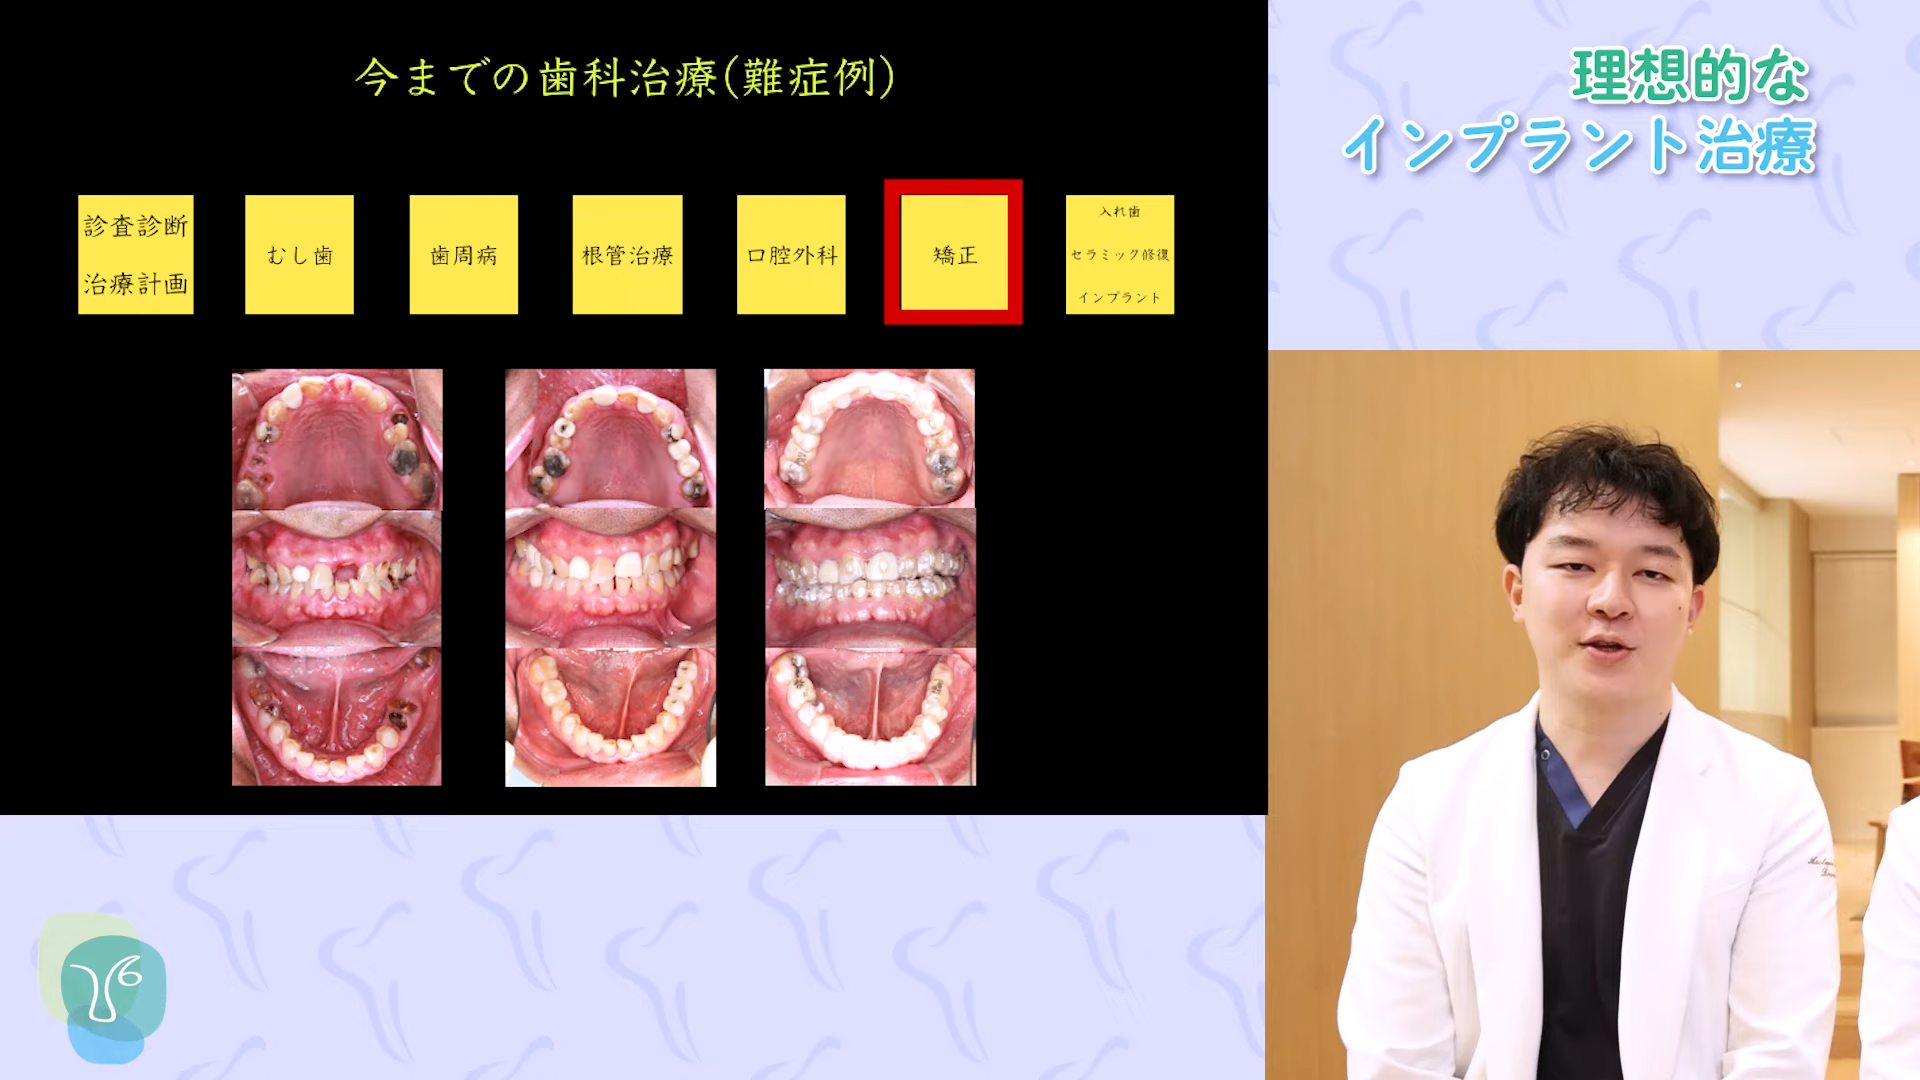 今までの歯科治療(難症例)
理想的な
インプラント治療
診査診断
治療計画
むし歯
歯周病
根管治療
口腔外科
矯正
入れ歯
セラミック修復
インプラント